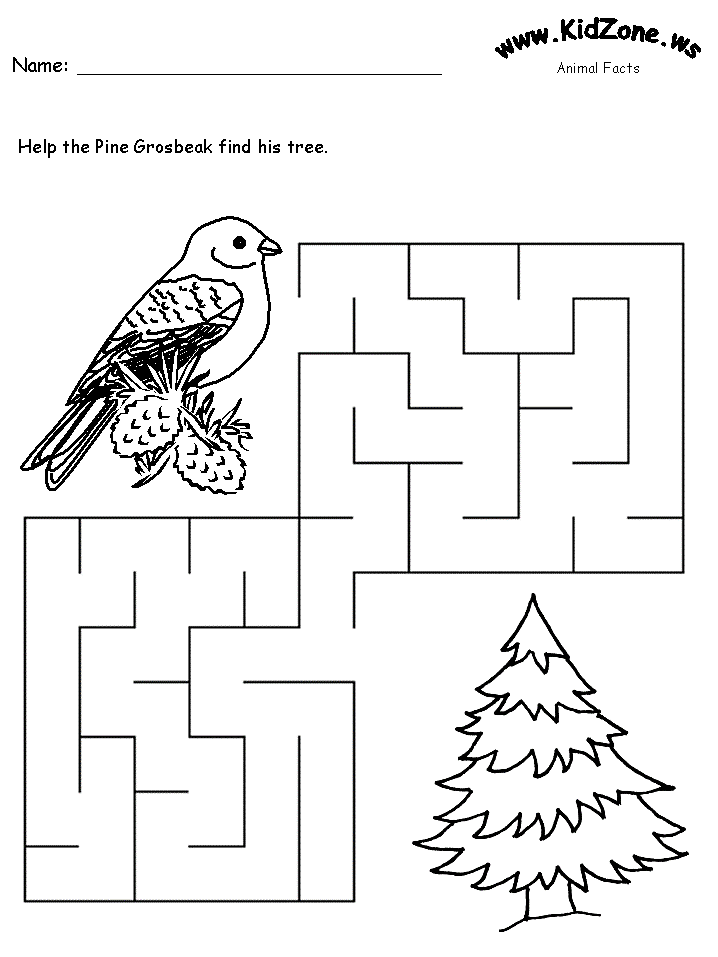 www.KidZone.ws
Name:
Animal Facts
Help the Pine Grosbeak find his tree.